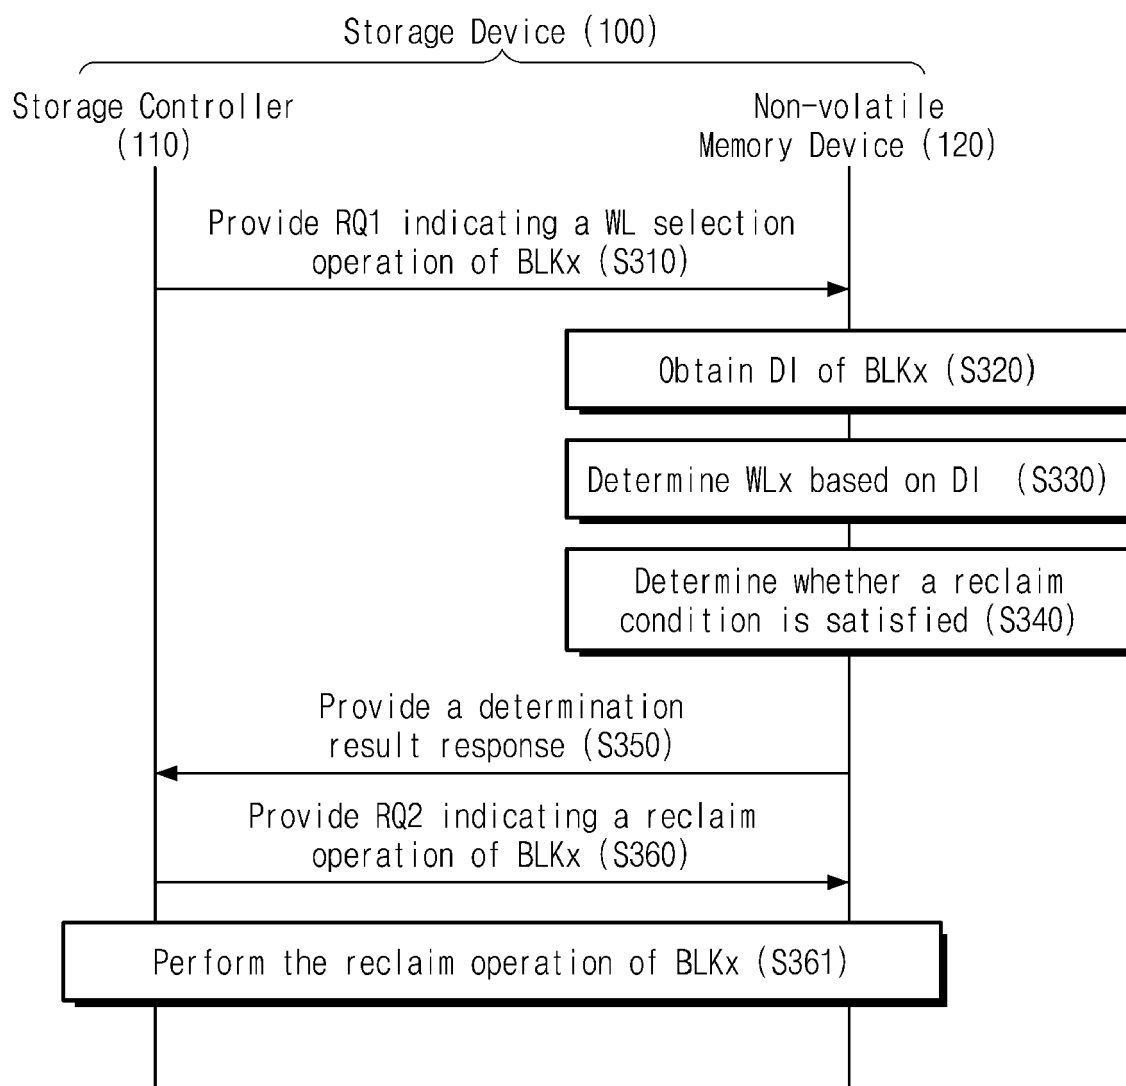 Storage Device (100)
Storage Controller
(110)
Non-volatile
Memory Device (120)
Provide RQ1 indicating a WL selection
operation of BLKx (S310)
Obtain DI of BLKx (S320)
Determine WLx based on DI (S330)
Determine whether a reclaim
condition is satisfied (S340)
Provide a determination
result response (S350)
Provide RQ2 indicating a reclaim
operation of BLKx (S360)
Perform the reclaim operation of BLKx (S361)